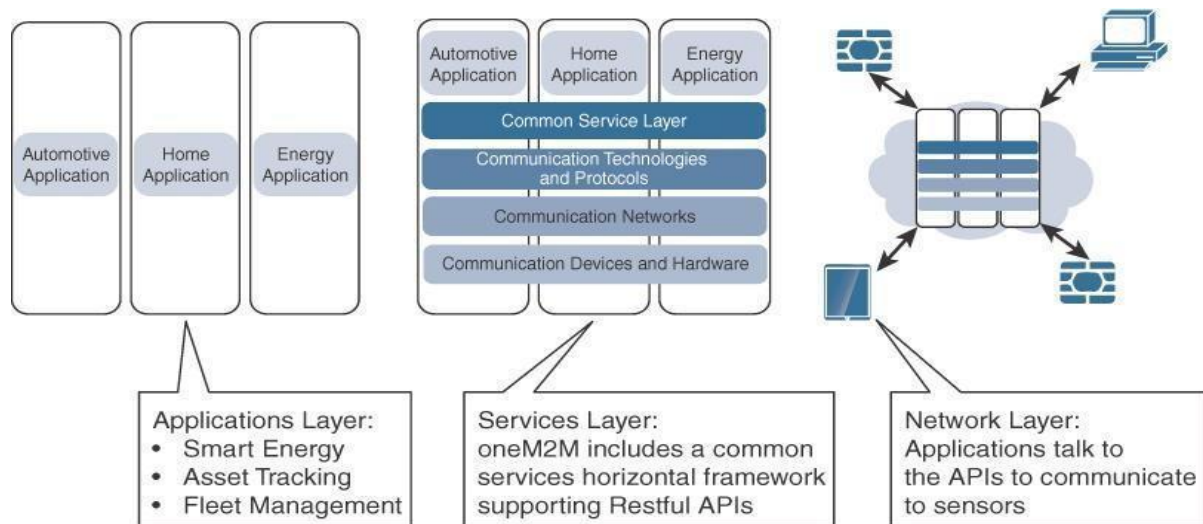 Automotive
Application
Home
Application
Energy
Application
Automotive
Application
Home
Application
Energy
Application
Common Service Layer
Communication Technologies
and Protocols
Communication Networks
Communication Devices and Hardware
Applications Layer:
• Smart Energy
• Asset Tracking
• Fleet Management
Services Layer:
oneM2M includes a common
services horizontal framework
supporting Restful APIs
Network Layer:
Applications talk to
the APIs to communicate
to sensors